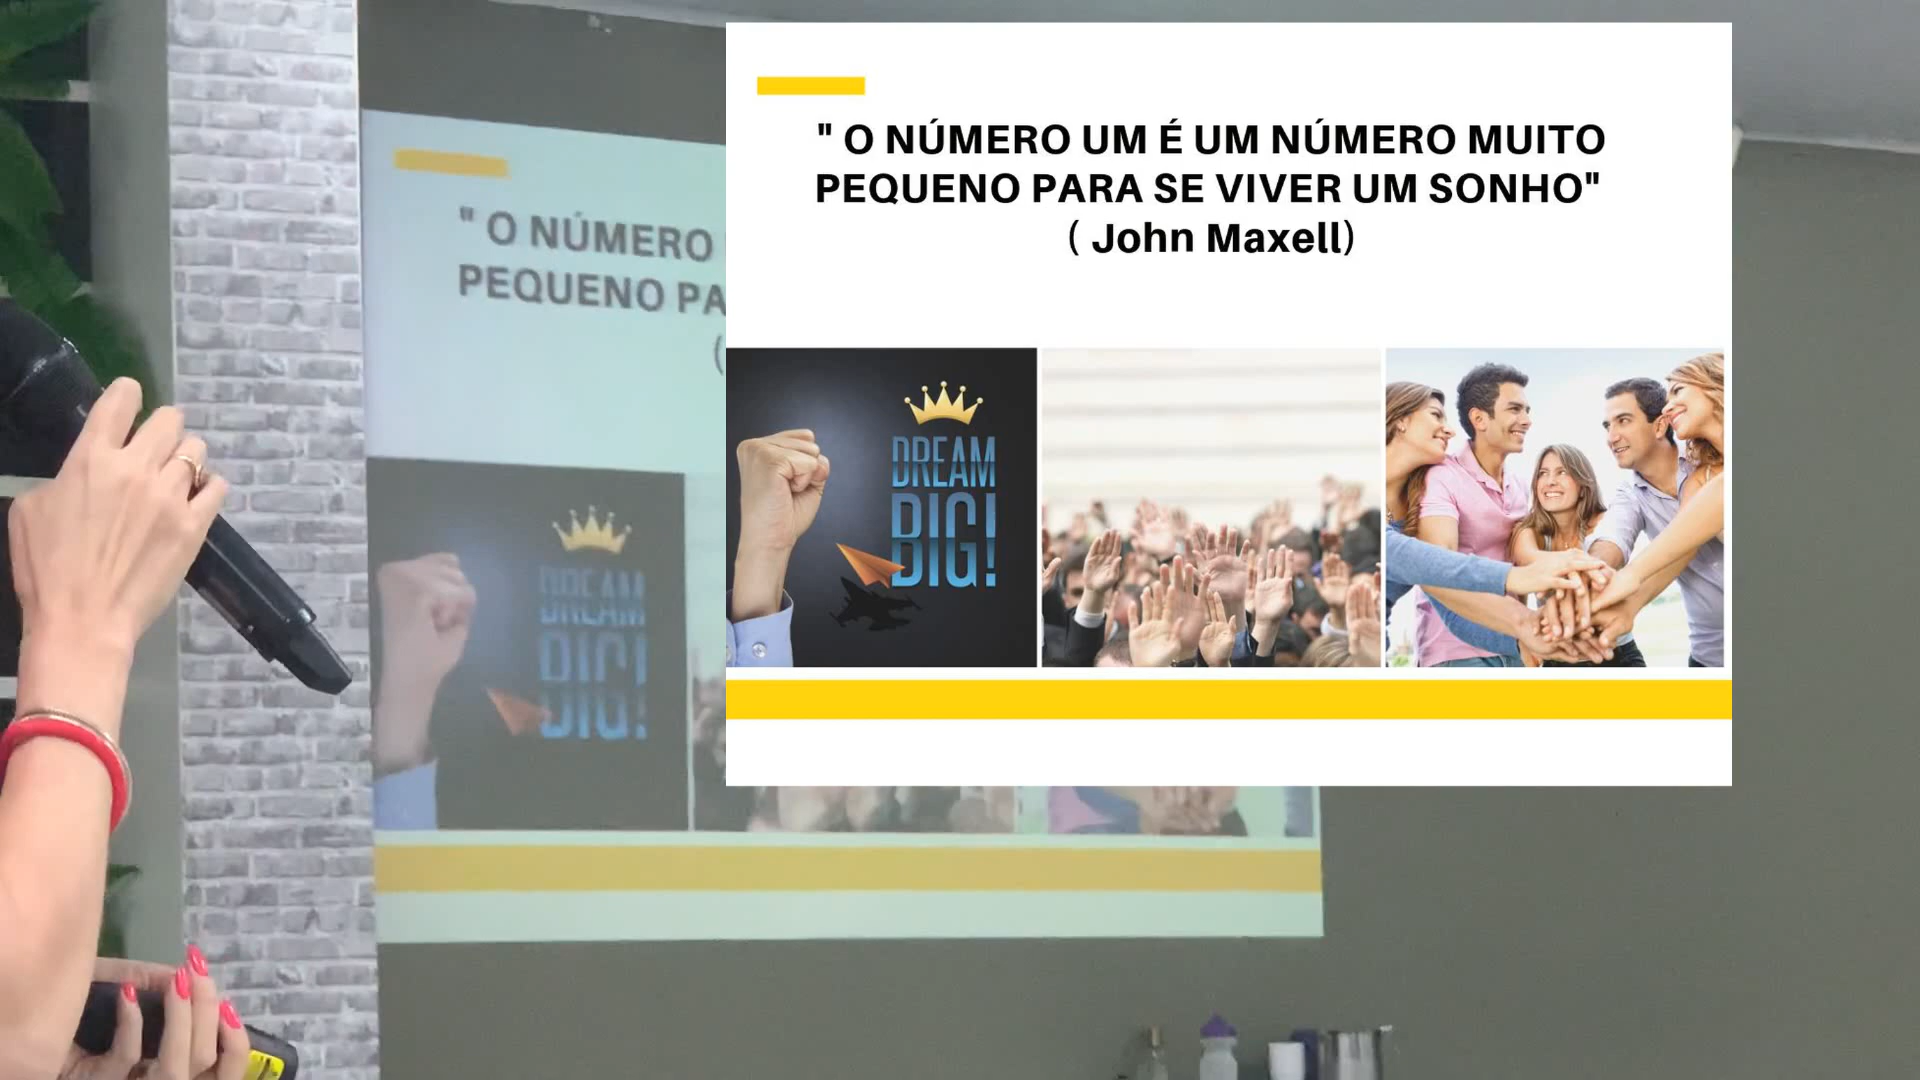 " O NÚMERO UM É UM NÚMERO MUITO
PEQUENO PARA SE VIVER UM SONHO"
( John Maxell)
DREAM
BIG!
" O NÚMERO
PEQUENO PA
(
DREAM
BIG!